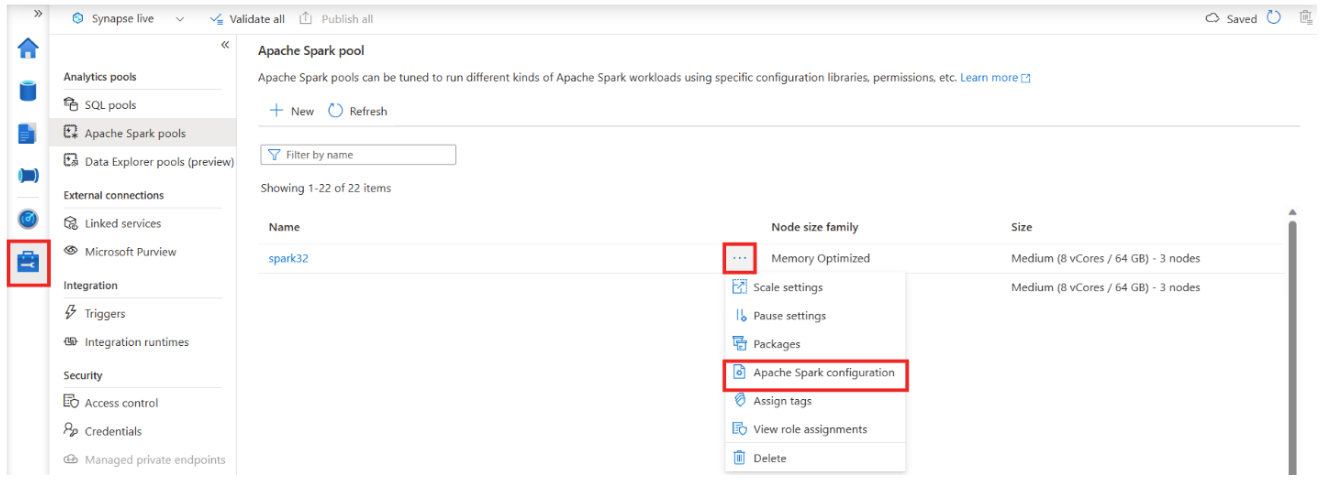 Synapse live
Validate all
Publish all
Saved
Analytics pools
SQL pools
Apache Spark pools
Data Explorer pools (preview)
External connections
Linked services
Microsoft Purview
Integration
Triggers
Integration runtimes
Security
Access control
Credentials
Managed private endpoints
Apache Spark pool
Apache Spark pools can be tuned to run different kinds of Apache Spark workloads using specific configuration libraries, permissions, etc. Learn more
New
Refresh
Filter by name
Showing 1-22 of 22 items
Name Node size family Size
spark32 ... Memory Optimized Medium (8 vCores / 64 GB) - 3 nodes
Medium (8 vCores / 64 GB) - 3 nodes
Scale settings
Pause settings
Packages
Apache Spark configuration
Assign tags
View role assignments
Delete